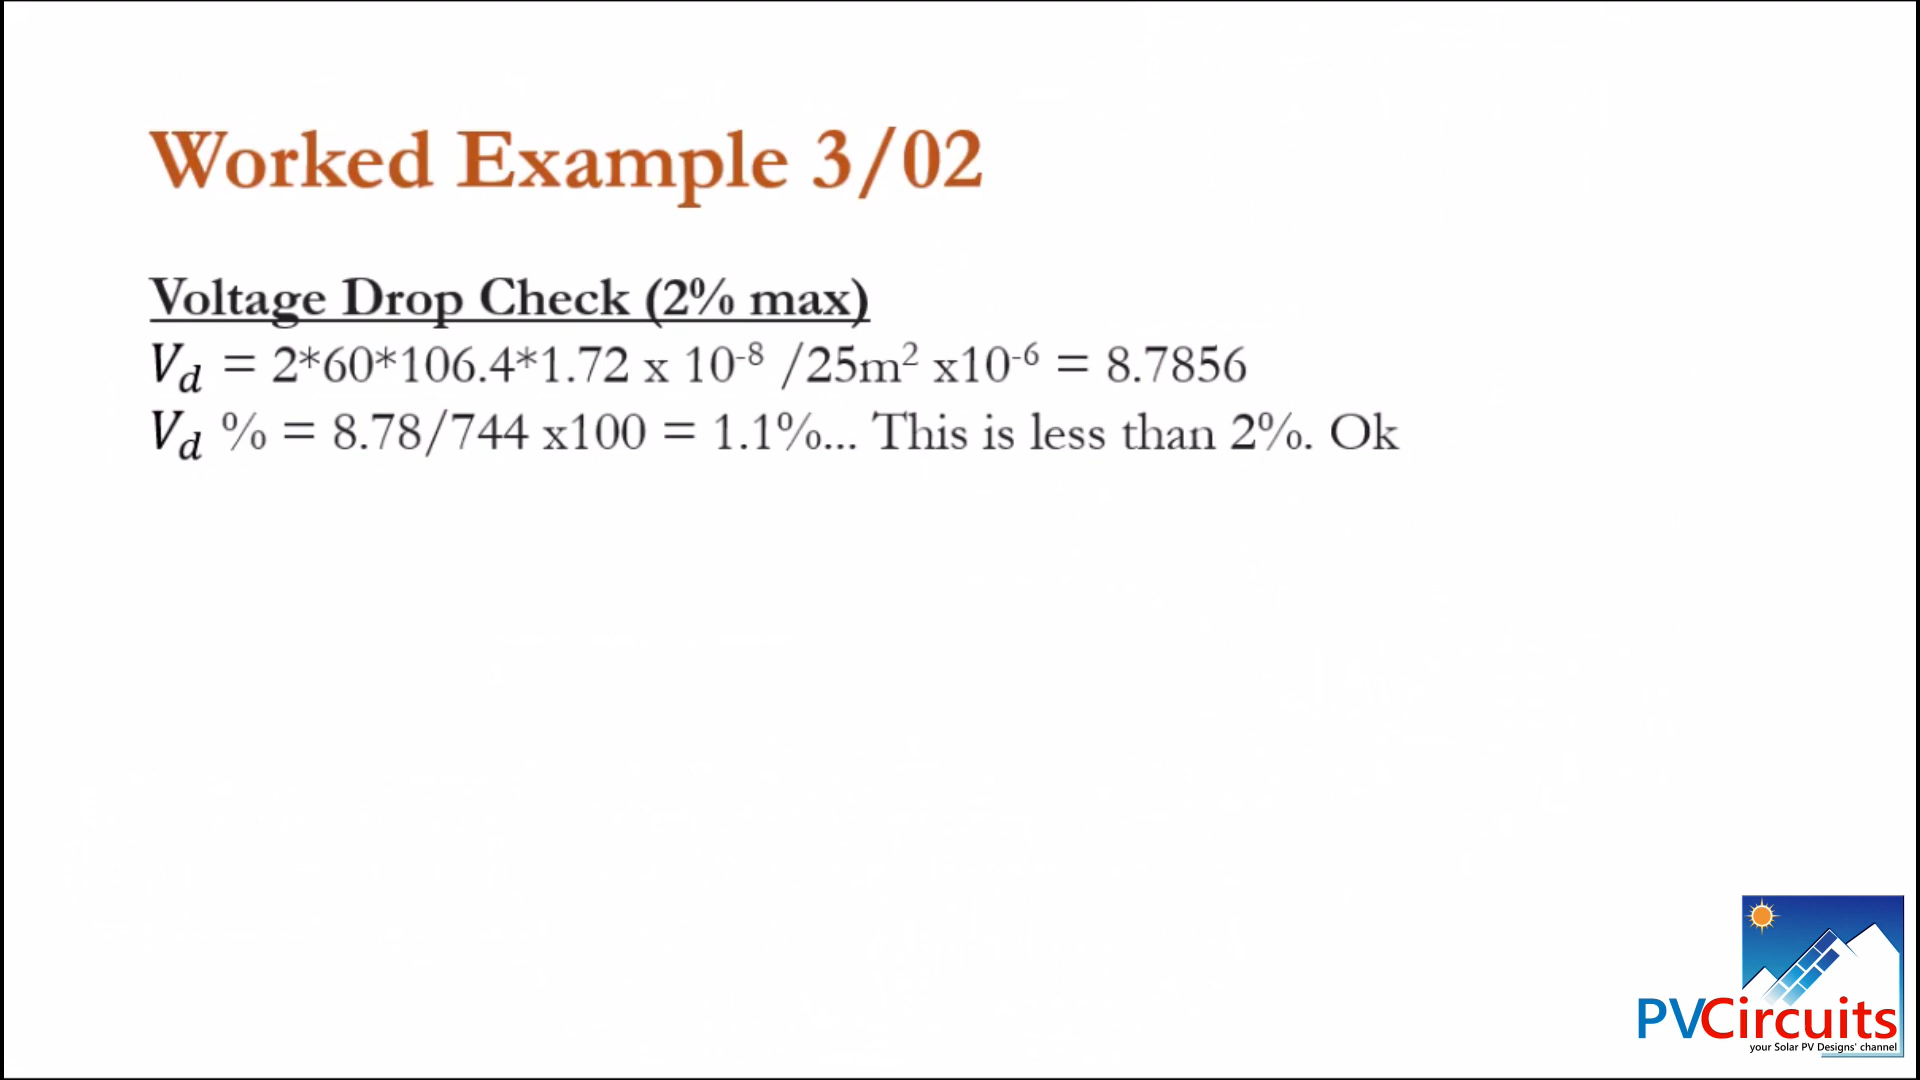 Worked Example 3/02
Voltage Drop Check (2% max)
V_d = 2*60*106.4*1.72 x 10⁻⁸ /25m² x10⁻⁶ = 8.7856
V_d % = 8.78/744 x100 = 1.1%... This is less than 2%. Ok
PVCircuits
your Solar PV Designs' channel